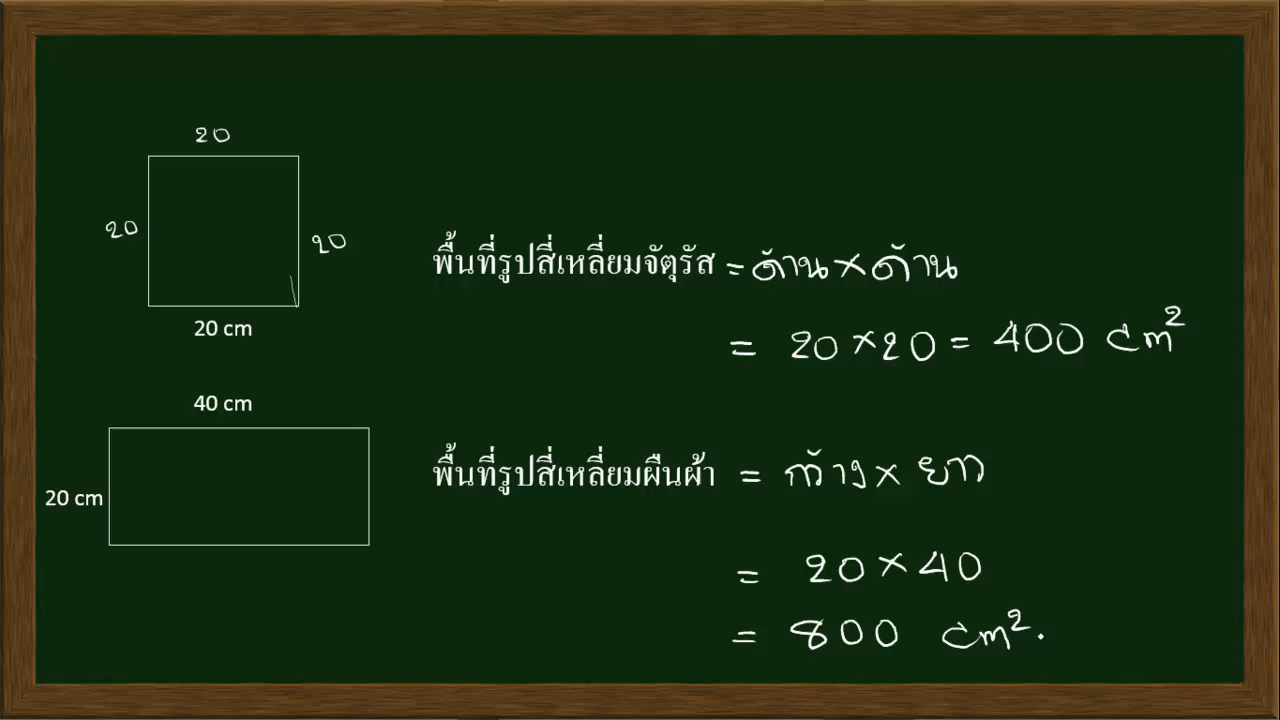 20
20
20
20 cm
พื้นที่รูปสี่เหลี่ยมจัตุรัส = ด้าน × ด้าน
= 20 × 20 = 400 cm²
40 cm
20 cm
พื้นที่รูปสี่เหลี่ยมผืนผ้า = กว้าง × ยาว
= 20 × 40
= 800 cm².